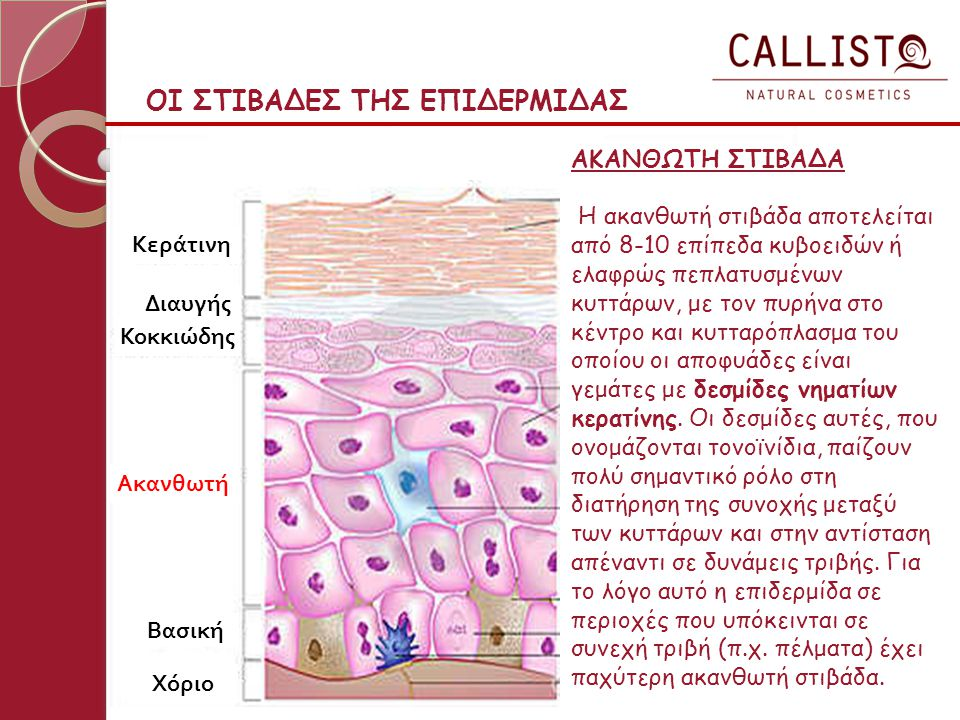 CALLISTO
NATURAL COSMETICS
ΟΙ ΣΤΙΒΑΔΕΣ ΤΗΣ ΕΠΙΔΕΡΜΙΔΑΣ
ΑΚΑΝΘΩΤΗ ΣΤΙΒΑΔΑ
Η ακανθωτή στιβάδα αποτελείται
από 8-10 επίπεδα κυβοειδών ή
ελαφρώς πεπλατυσμένων
κυττάρων, με τον πυρήνα στο
κέντρο και κυτταρόπλασμα του
οποίου οι αποφυάδες είναι
γεμάτες με δεσμίδες νηματίων
κερατίνης. Οι δεσμίδες αυτές, που
ονομάζονται τονοϊνίδια, παίζουν
πολύ σημαντικό ρόλο στη
διατήρηση της συνοχής μεταξύ
των κυττάρων και στην αντίσταση
απέναντι σε δυνάμεις τριβής. Για
το λόγο αυτό η επιδερμίδα σε
περιοχές που υπόκεινται σε
συνεχή τριβή (π.χ. πέλματα) έχει
παχύτερη ακανθωτή στιβάδα.
Κεράτινη
Διαυγής
Κοκκιώδης
Ακανθωτή
Βασική
Χόριο